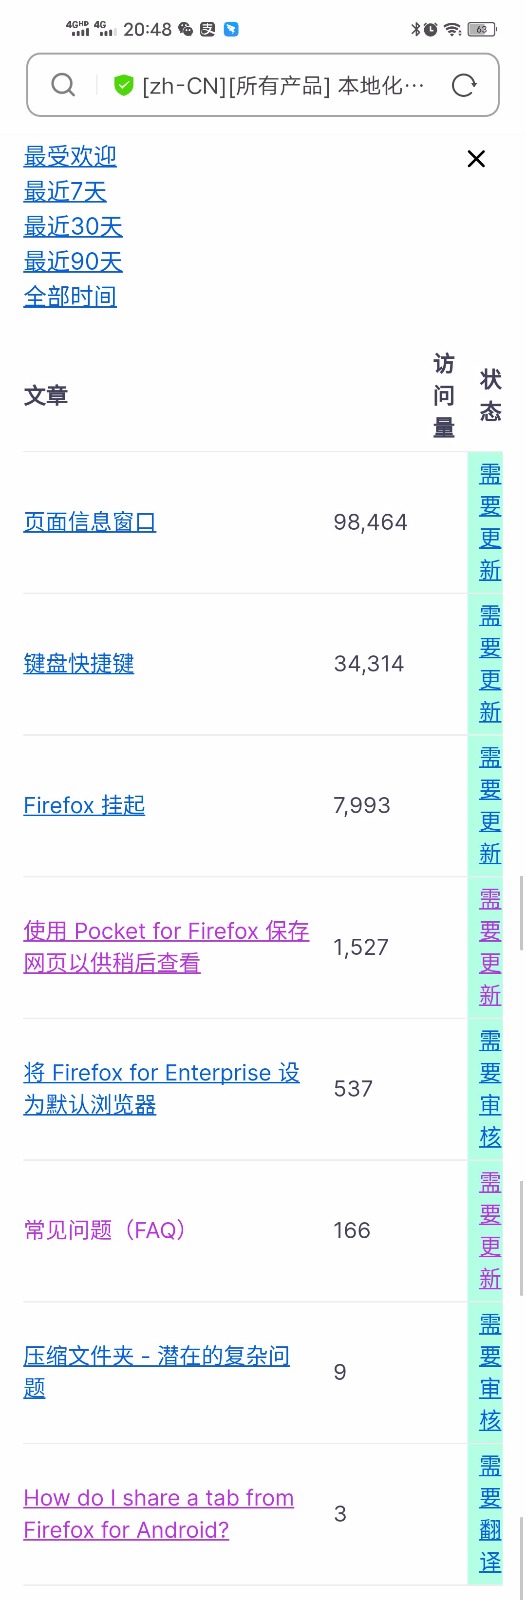 4GHD 4G 20:48 支 63
[zh-CN][所有产品] 本地化···
最受欢迎
最近7天
最近30天
最近90天
全部时间
文章 访问量 状态
页面信息窗口 98,464 需要更新
键盘快捷键 34,314 需要更新
Firefox 挂起 7,993 需要更新
使用 Pocket for Firefox 保存
网页以供稍后查看 1,527 需要更新
将 Firefox for Enterprise 设
为默认浏览器 537 需要审核
常见问题（FAQ） 166 需要更新
压缩文件夹 - 潜在的复杂问
题 9 需要审核
How do I share a tab from
Firefox for Android? 3 需要翻译